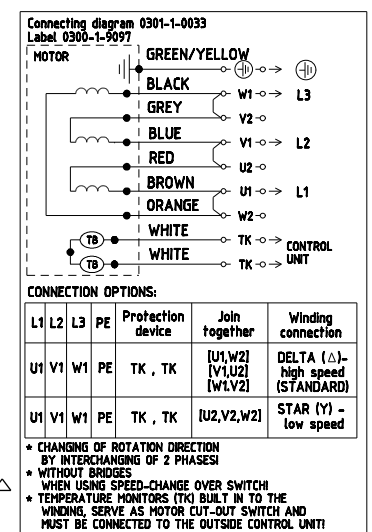 Connecting diagram 0301-1-0033
Label 0300-1-9097
MOTOR
GREEN/YELLOW
BLACK
W1
L3
GREY
V2
BLUE
V1
L2
RED
U2
BROWN
U1
L1
ORANGE
W2
WHITE
TB
TK
CONTROL
UNIT
WHITE
TB
TK
CONNECTION OPTIONS:
L1 L2 L3 PE Protection device Join together Winding connection
U1 V1 W1 PE TK , TK
[U1,W2]
[V1,U2]
[W1.V2]
DELTA (△)-
high speed
(STANDARD)
U1 V1 W1 PE TK , TK [U2,V2,W2]
STAR (Y) -
low speed
* CHANGING OF ROTATION DIRECTION
BY INTERCHANGING OF 2 PHASES!
* WITHOUT BRIDGES
WHEN USING SPEED-CHANGE OVER SWITCH!
* TEMPERATURE MONITORS (TK) BUILT IN TO THE
WINDING, SERVE AS MOTOR CUT-OUT SWITCH AND
MUST BE CONNECTED TO THE OUTSIDE CONTROL UNIT!